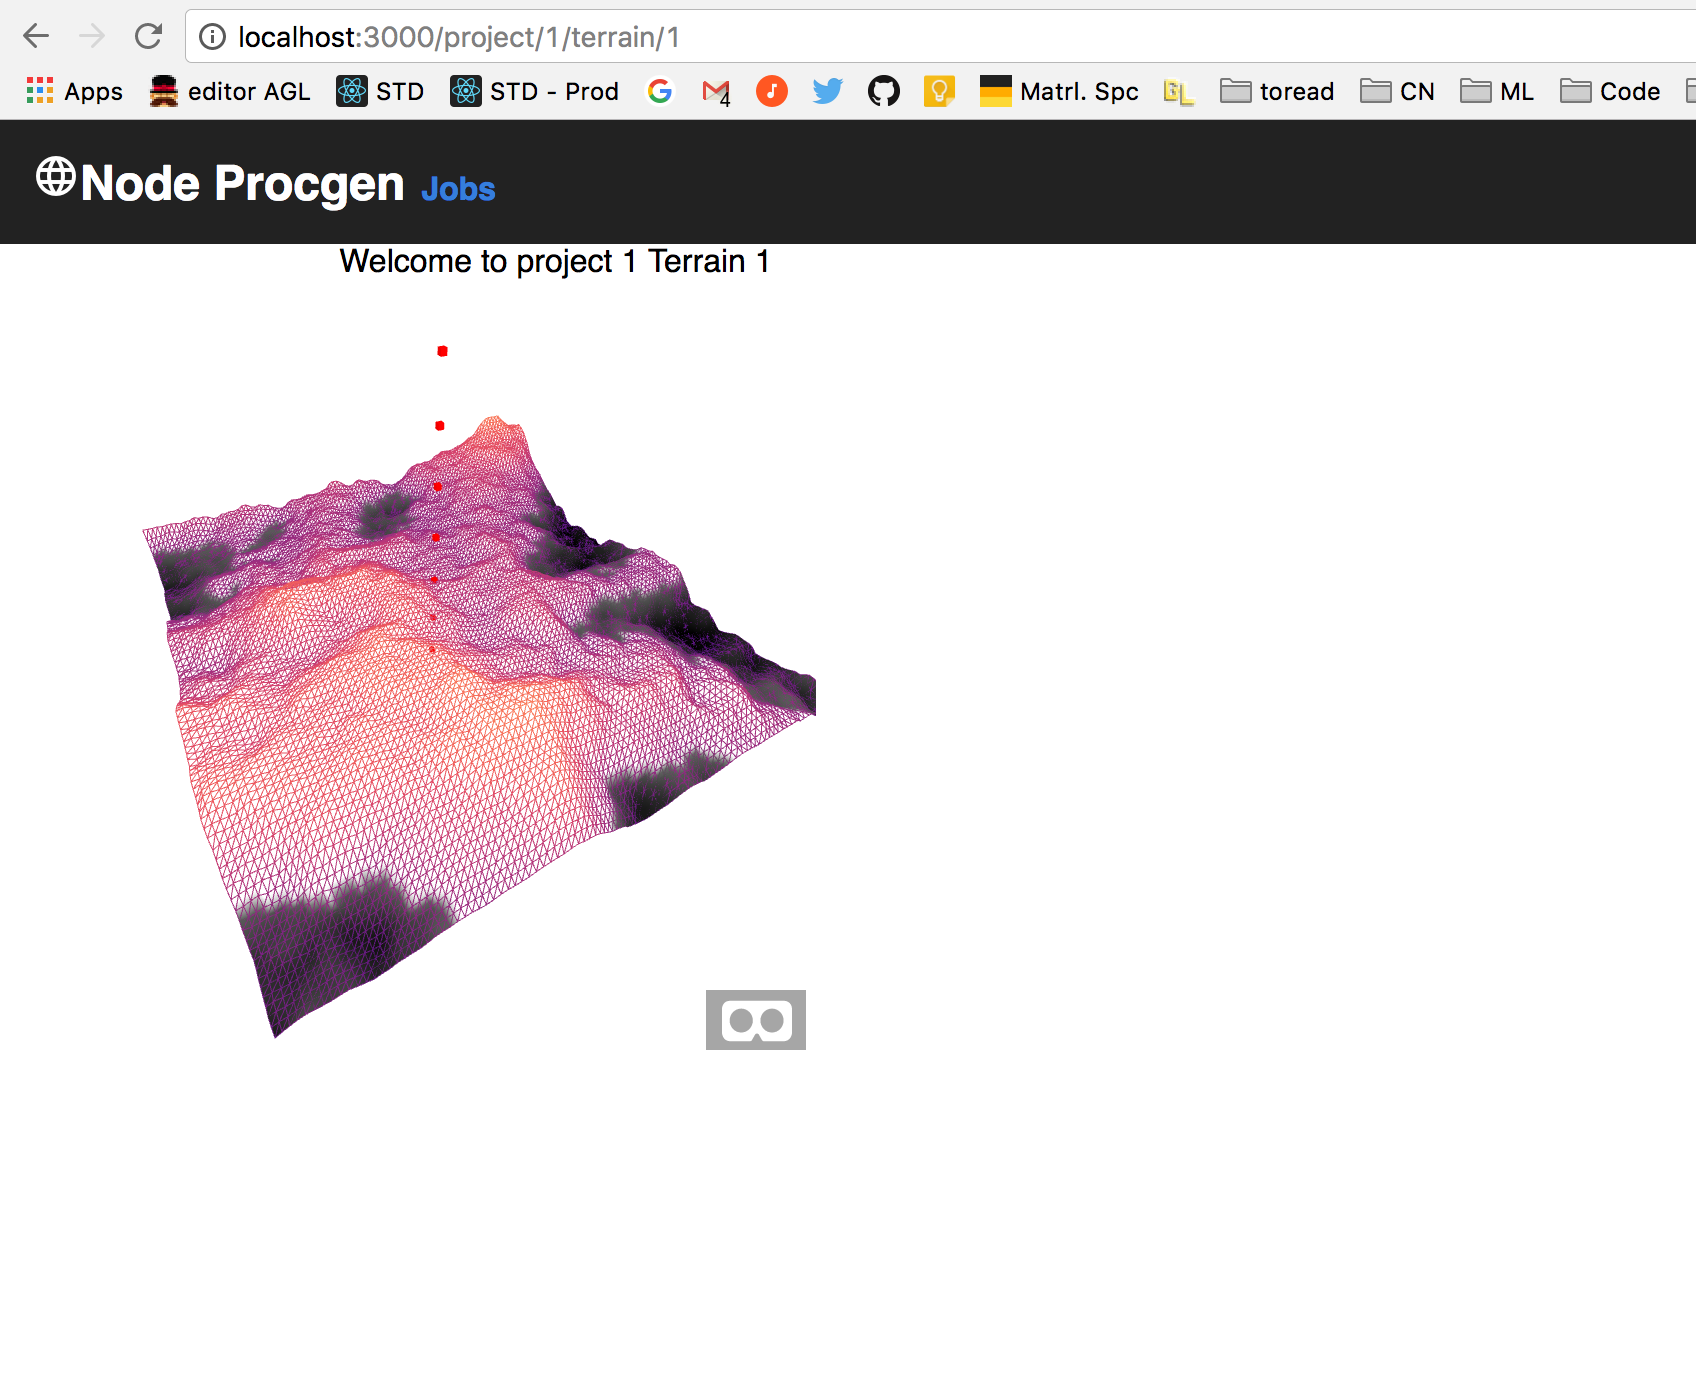 localhost:3000/project/1/terrain/1
Apps editor AGL STD STD - Prod G 4 Matrl. Spc GL toread CN ML Code
Node Procgen Jobs
Welcome to project 1 Terrain 1